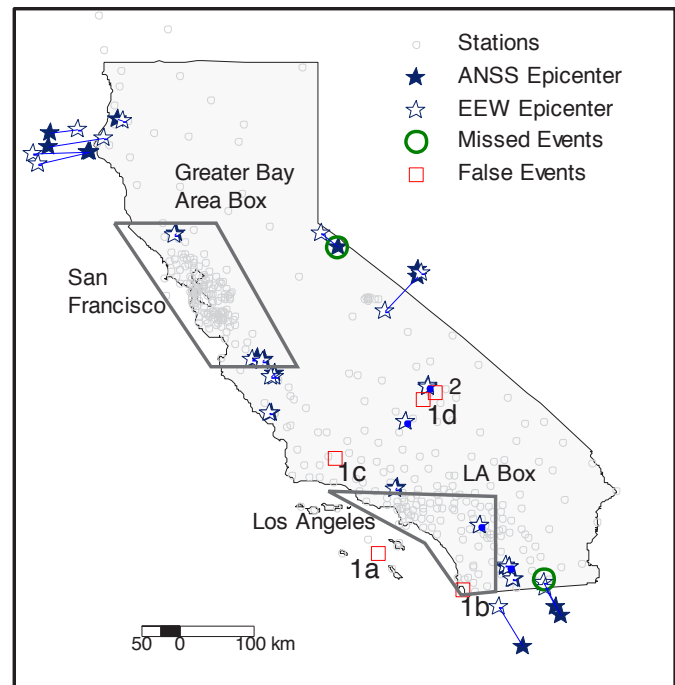 Stations
ANSS Epicenter
EEW Epicenter
Missed Events
False Events
Greater Bay
Area Box
San
Francisco
2
1d
1c
LA Box
Los Angeles
1a
1b
50 0 100 km